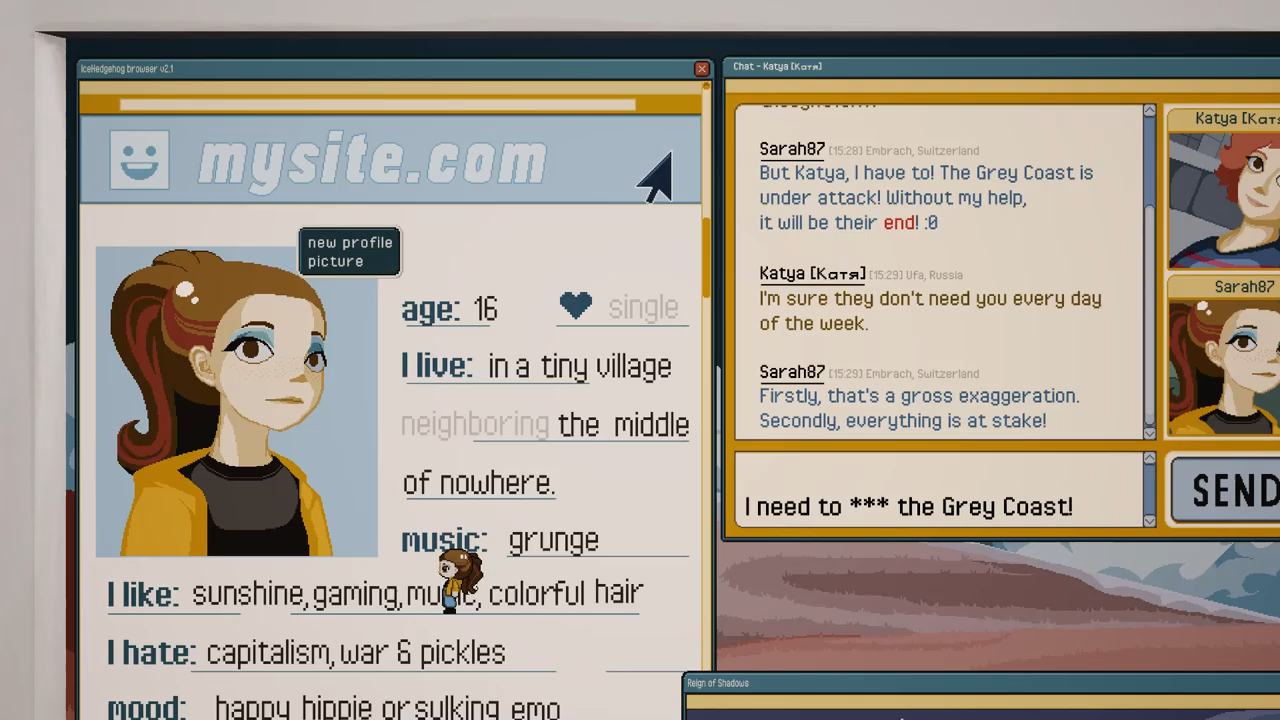 IceHedgehog browser v2.1
mysite.com
new profile
picture
age: 16
single
I live: in a tiny village
neighboring the middle
of nowhere.
music: grunge
I like: sunshine, gaming, music, colorful hair
I hate: capitalism, war & pickles
mood: happy hippie or sulking emo
Chat - Katya [Катя]
Sarah87 [15:28] Embrach, Switzerland
But Katya, I have to! The Grey Coast is
under attack! Without my help,
it will be their end! :0
Katya [Катя] [15:29] Ufa, Russia
I'm sure they don't need you every day
of the week.
Sarah87 [15:29] Embrach, Switzerland
Firstly, that's a gross exaggeration.
Secondly, everything is at stake!
I need to *** the Grey Coast!
Katya [Кат
Sarah87
SEND
Reign of Shadows